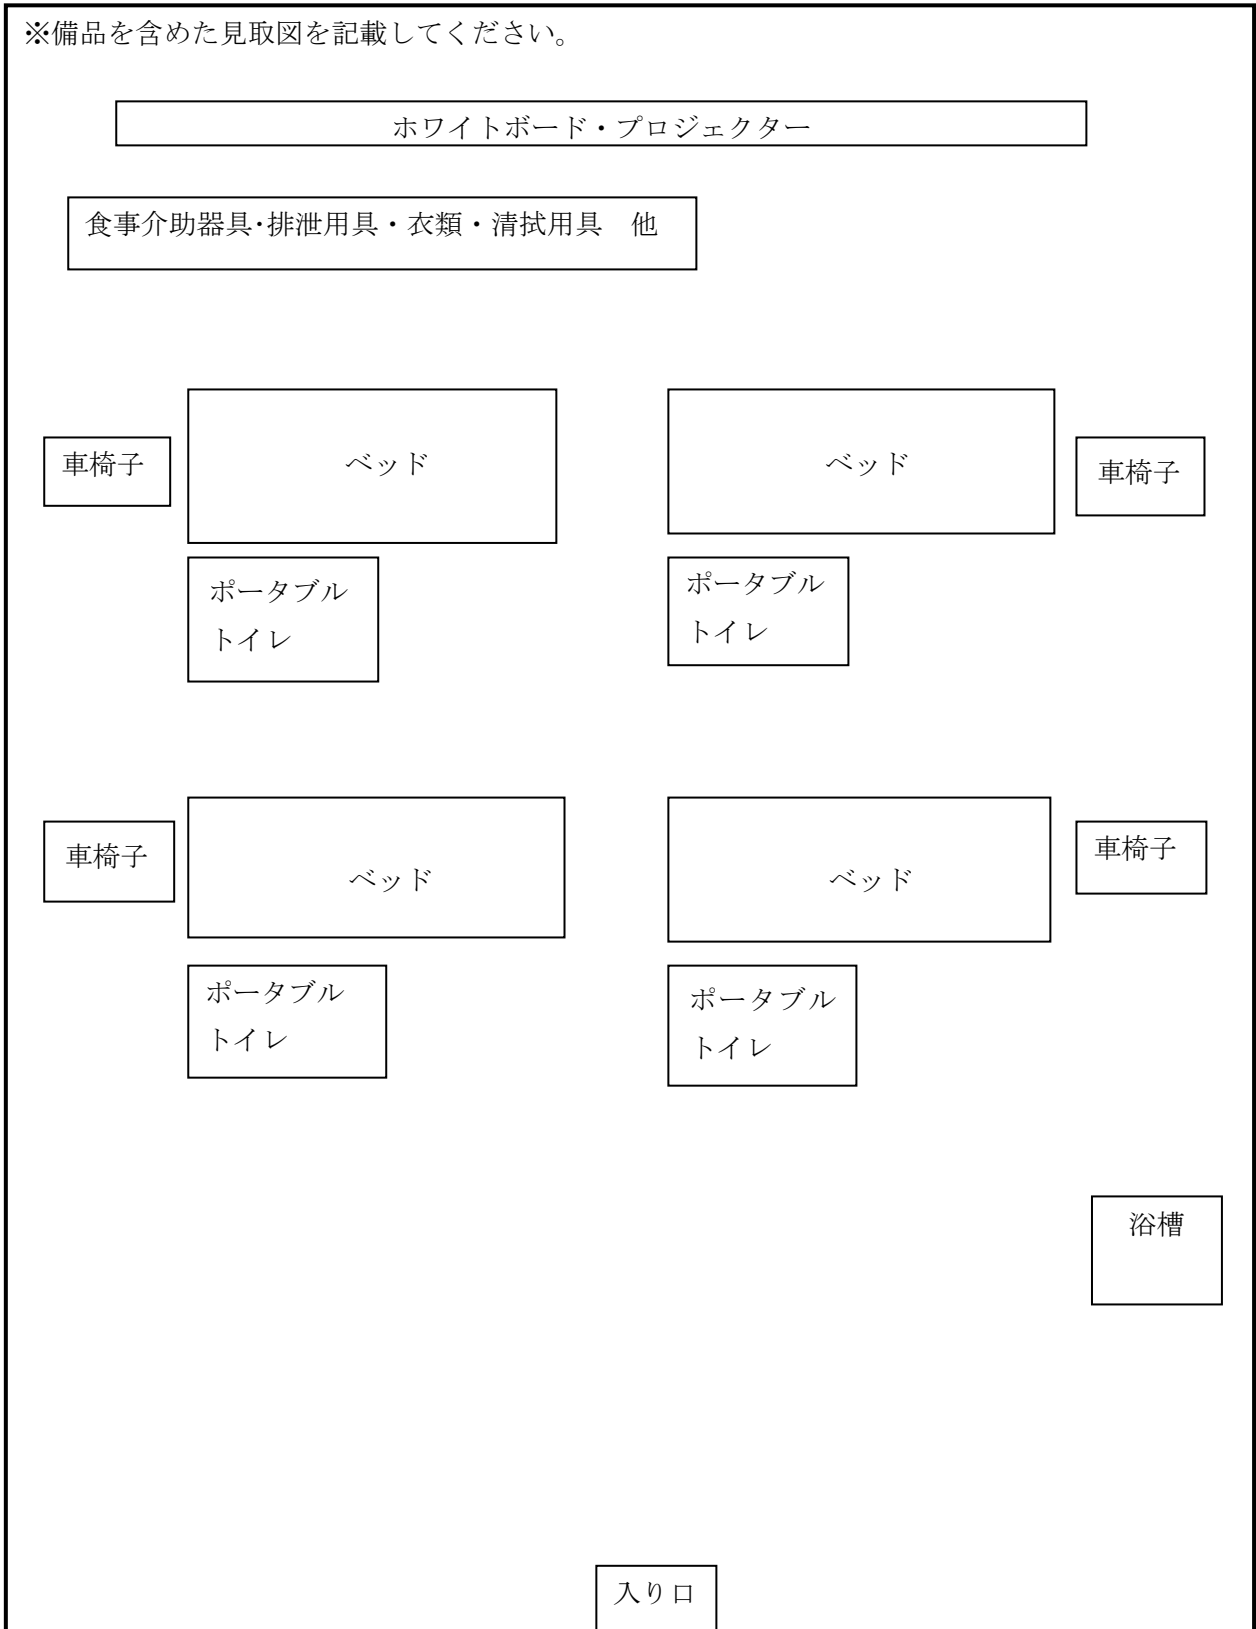 ※備品を含めた見取図を記載してください。
ホワイトボード・プロジェクター
食事介助器具・排泄用具・衣類・清拭用具　他
車椅子
ベッド
ベッド
車椅子
ポータブル
トイレ
ポータブル
トイレ
車椅子
ベッド
ベッド
車椅子
ポータブル
トイレ
ポータブル
トイレ
浴槽
入り口